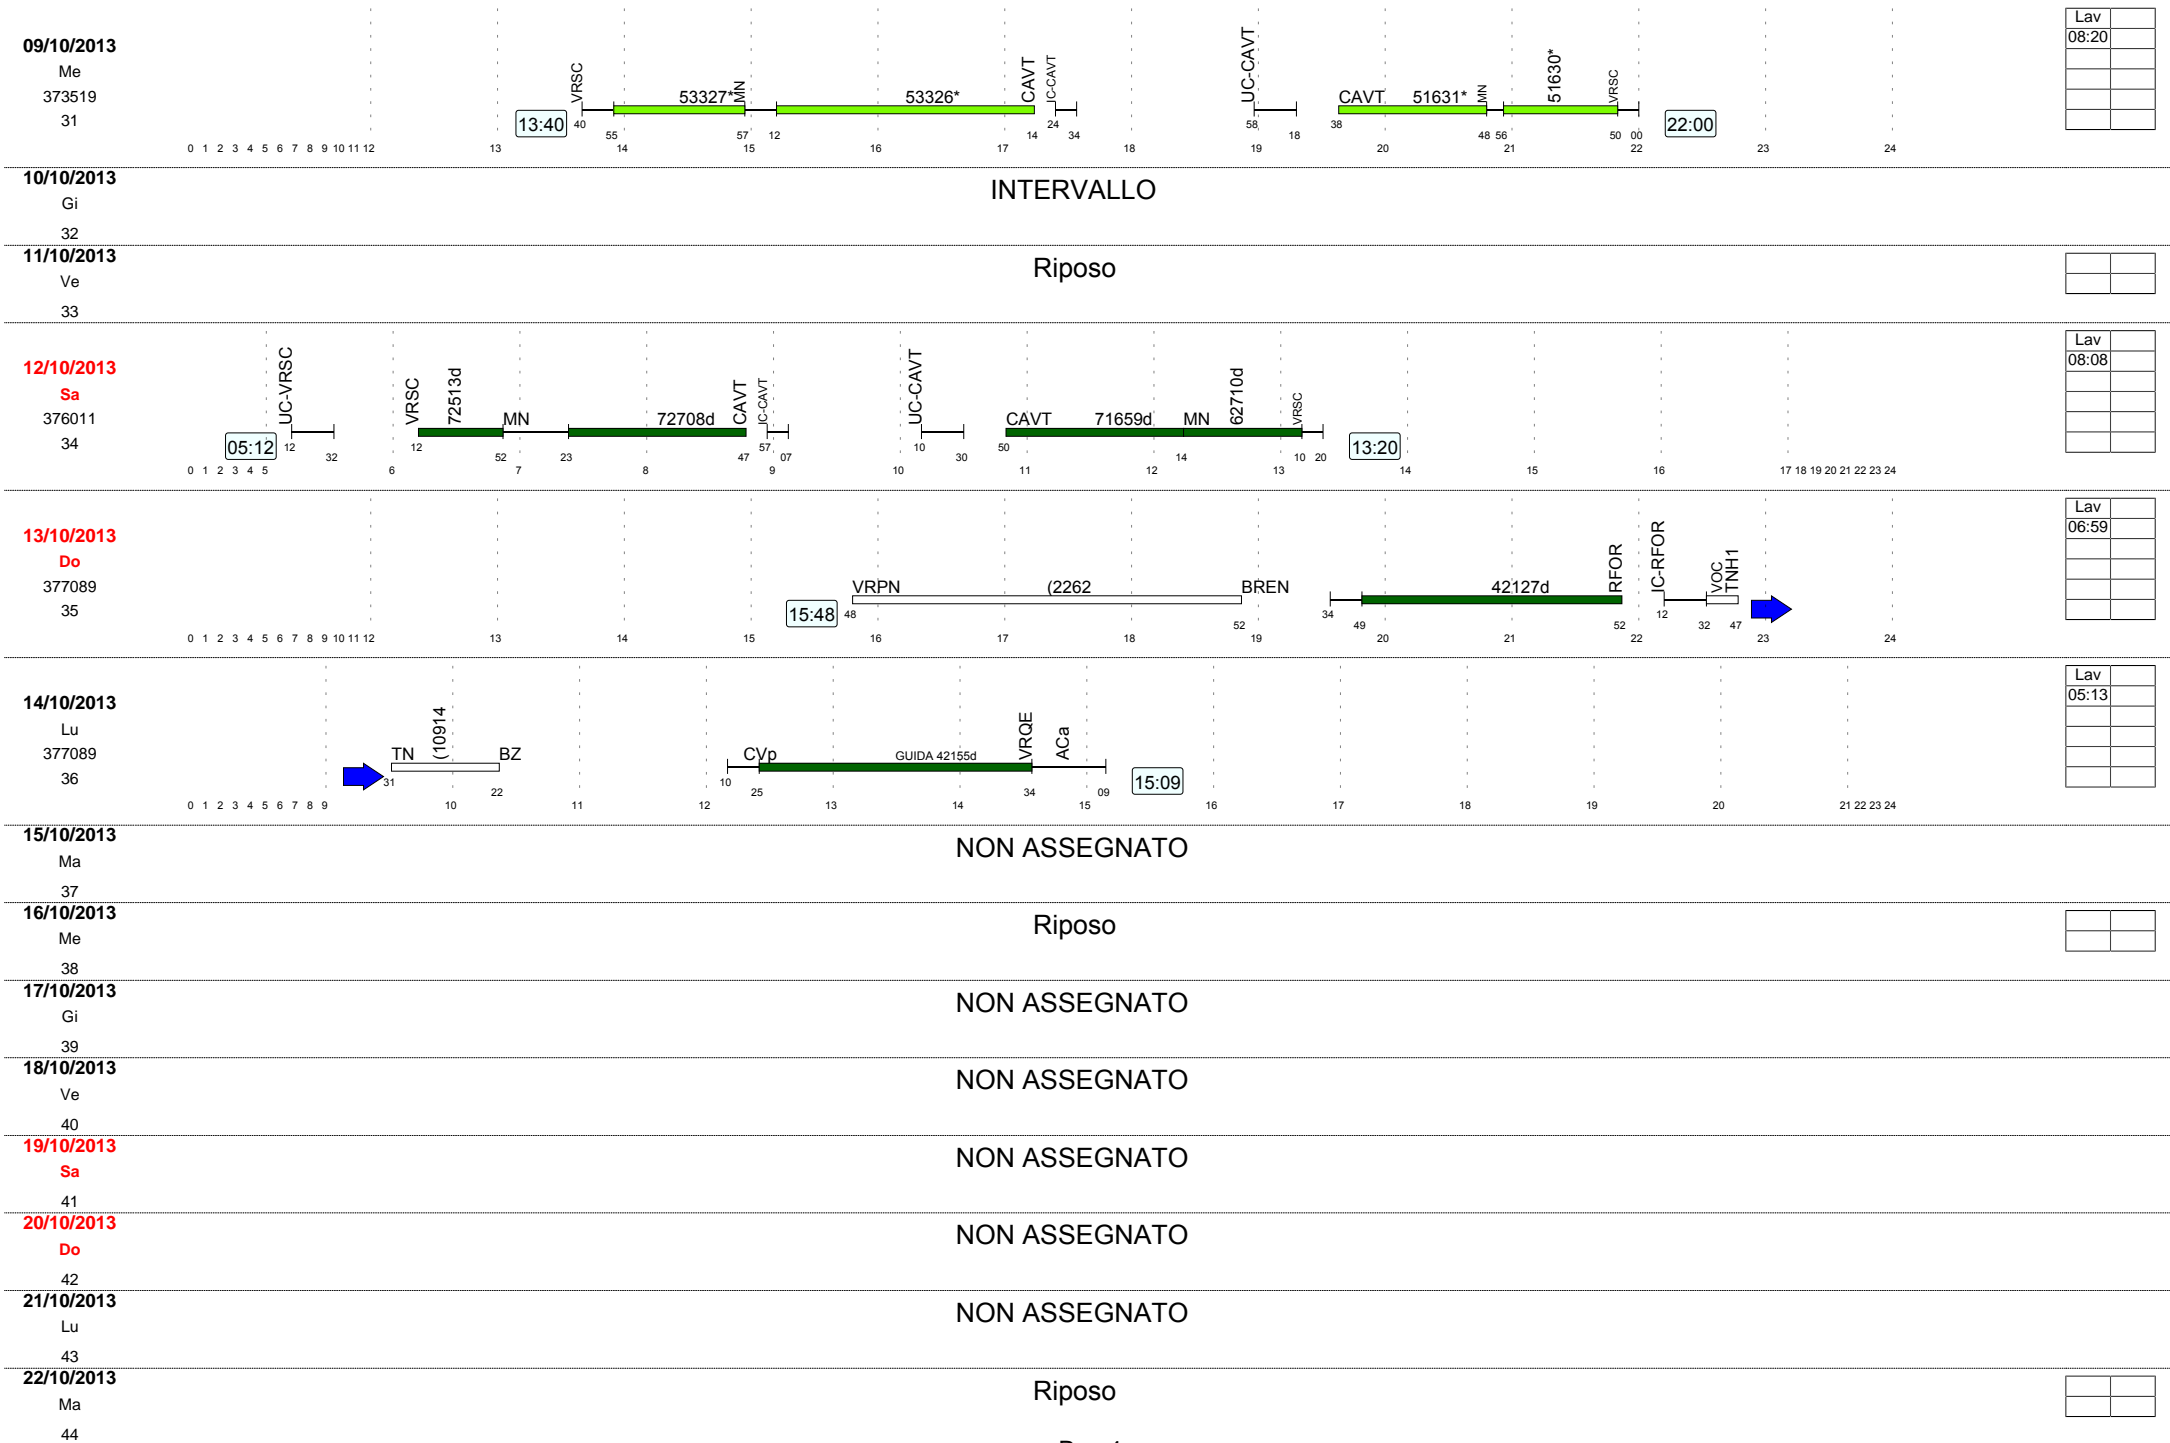 09/10/2013
Me
373519
31
13:40
VRSC
53327*
MN
53326*
CAVT
IC-CAVT
UC-CAVT
CAVT 51631* MN
51630*
VRSC
22:00
40 55 57 12 14 24 34 58 18 38 48 56 50 00
0 1 2 3 4 5 6 7 8 9 10 11 12 13 14 15 16 17 18 19 20 21 22 23 24
Lav
08:20
10/10/2013
Gi
32
INTERVALLO
11/10/2013
Ve
33
Riposo
12/10/2013
Sa
376011
34
05:12
UC-VRSC
VRSC
72513d
MN
72708d
CAVT
IC-CAVT
UC-CAVT
CAVT 71659d MN
62710d
VRSC
13:20
12 32 12 52 23 47 57 07 10 30 50 14 10 20
0 1 2 3 4 5 6 7 8 9 10 11 12 13 14 15 16 17 18 19 20 21 22 23 24
Lav
08:08
13/10/2013
Do
377089
35
15:48
VRPN (2262 BREN
42127d
RFOR
IC-RFOR
VOC
TNH1
48 52 34 49 52 12 32 47
0 1 2 3 4 5 6 7 8 9 10 11 12 13 14 15 16 17 18 19 20 21 22 23 24
Lav
06:59
14/10/2013
Lu
377089
36
TN
(10914
BZ
CVp GUIDA 42155d
VRQE
ACa
15:09
31 22 10 25 34 09
0 1 2 3 4 5 6 7 8 9 10 11 12 13 14 15 16 17 18 19 20 21 22 23 24
Lav
05:13
15/10/2013
Ma
37
NON ASSEGNATO
16/10/2013
Me
38
Riposo
17/10/2013
Gi
39
NON ASSEGNATO
18/10/2013
Ve
40
NON ASSEGNATO
19/10/2013
Sa
41
NON ASSEGNATO
20/10/2013
Do
42
NON ASSEGNATO
21/10/2013
Lu
43
NON ASSEGNATO
22/10/2013
Ma
44
Riposo